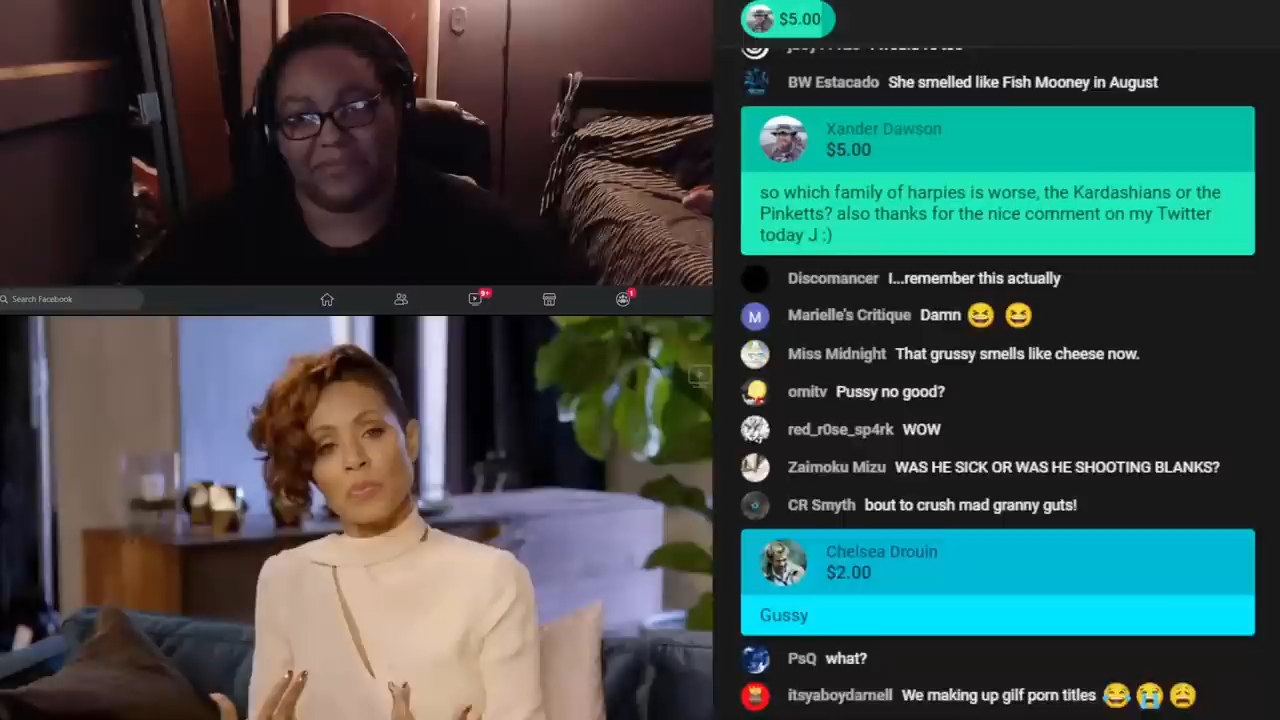 $5.00
BW Estacado She smelled like Fish Mooney in August
Xander Dawson
$5.00
so which family of harpies is worse, the Kardashians or the
Pinketts? also thanks for the nice comment on my Twitter
today J :)
Discomancer I...remember this actually
M Marielle's Critique Damn 😆 😆
Miss Midnight That grussy smells like cheese now.
omitv Pussy no good?
red_r0se_sp4rk WOW
Zaimoku Mizu WAS HE SICK OR WAS HE SHOOTING BLANKS?
CR Smyth bout to crush mad granny guts!
Chelsea Drouin
$2.00
Gussy
PsQ what?
itsyaboydarnell We making up gilf porn titles 😂 😭 😩
Search Facebook
9+
1